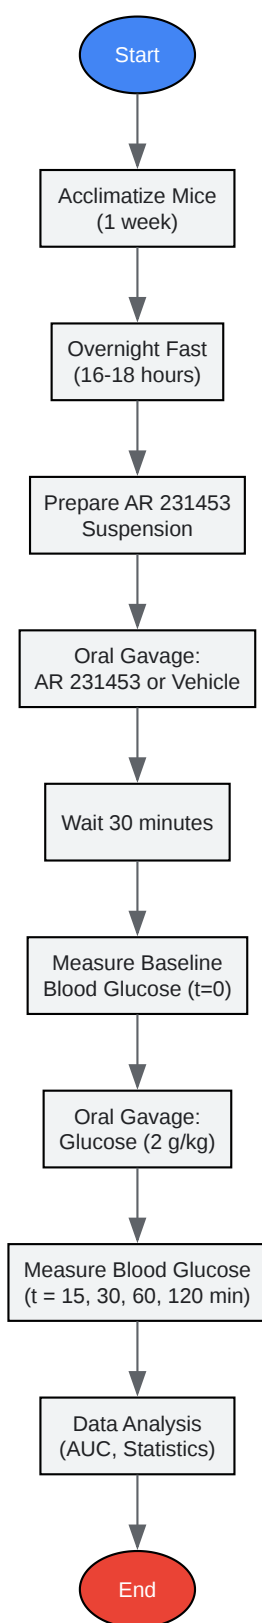 Start
Acclimatize Mice
(1 week)
Overnight Fast
(16-18 hours)
Prepare AR 231453
Suspension
Oral Gavage:
AR 231453 or Vehicle
Wait 30 minutes
Measure Baseline
Blood Glucose (t=0)
Oral Gavage:
Glucose (2 g/kg)
Measure Blood Glucose
(t = 15, 30, 60, 120 min)
Data Analysis
(AUC, Statistics)
End